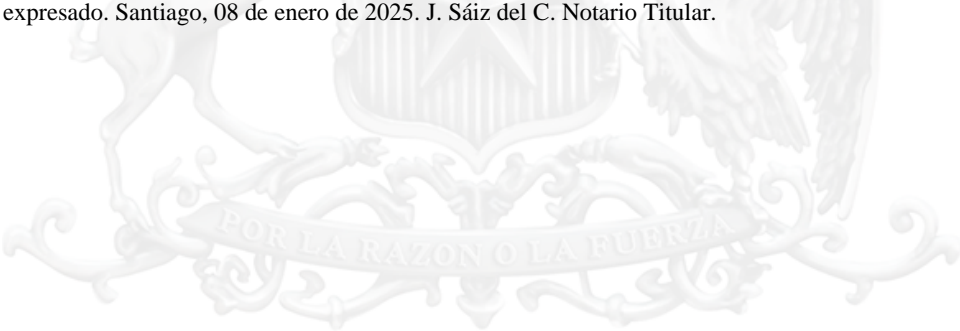 expresado. Santiago, 08 de enero de 2025. J. Sáiz del C. Notario Titular.
POR LA RAZON O LA FUERZA